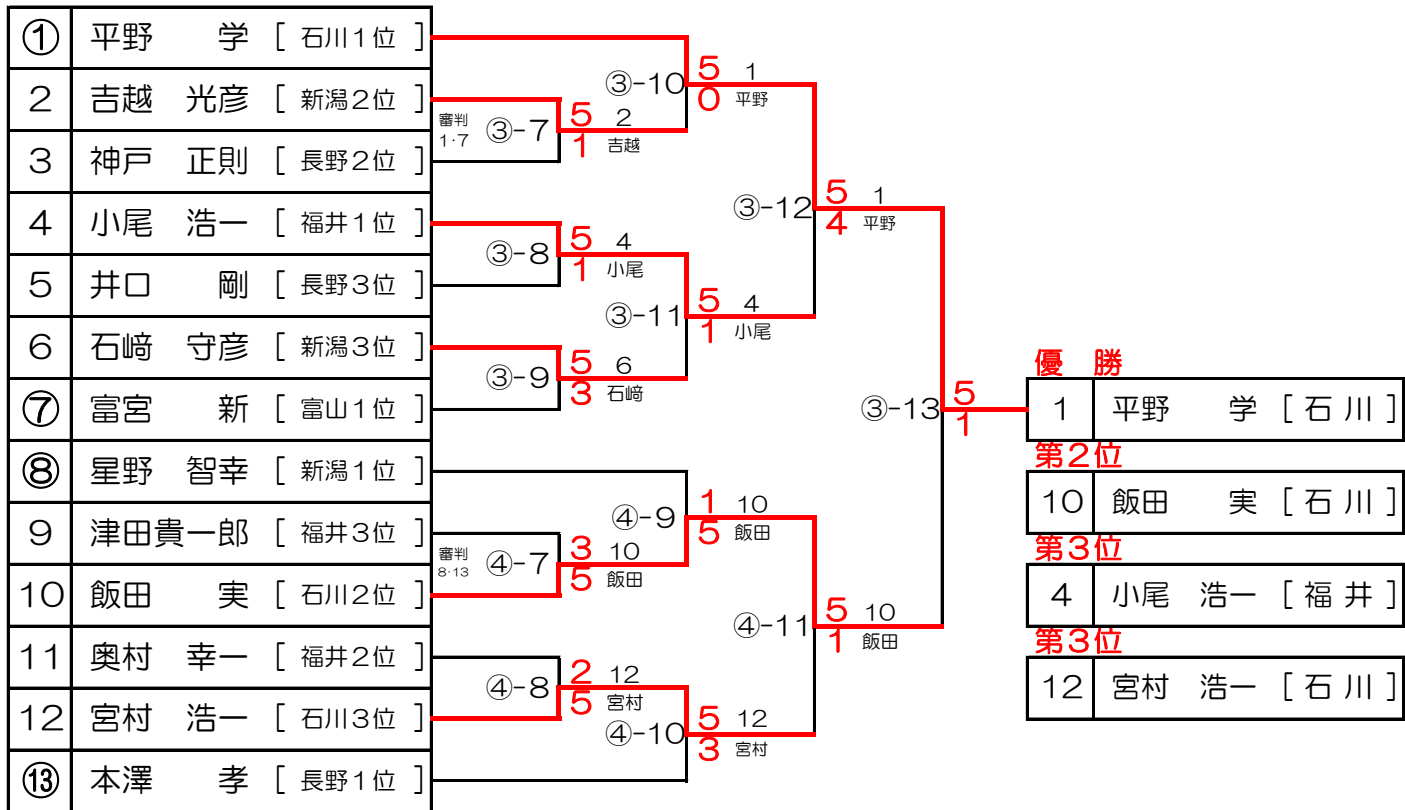 ① 平野 学 [ 石川1位 ]
2 吉越 光彦 [ 新潟2位 ]
3 神戸 正則 [ 長野2位 ]
4 小尾 浩一 [ 福井1位 ]
5 井口 剛 [ 長野3位 ]
6 石﨑 守彦 [ 新潟3位 ]
⑦ 富宮 新 [ 富山1位 ]
⑧ 星野 智幸 [ 新潟1位 ]
9 津田貴一郎 [ 福井3位 ]
10 飯田 実 [ 石川2位 ]
11 奥村 幸一 [ 福井2位 ]
12 宮村 浩一 [ 石川3位 ]
⑬ 本澤 孝 [ 長野1位 ]
審判
1·7
③-7
5 2
1 吉越
③-8
5 4
1 小尾
③-9
5 6
3 石﨑
審判
8·13
④-7
3 10
5 飯田
④-8
2 12
5 宮村
③-10
5 1
0 平野
③-11
5 4
1 小尾
④-9
1 10
5 飯田
④-10
5 12
3 宮村
③-12
5 1
4 平野
④-11
5 10
1 飯田
③-13
5
1
優 勝
1 平野 学 [ 石 川 ]
第2位
10 飯田 実 [ 石 川 ]
第3位
4 小尾 浩一 [ 福 井 ]
第3位
12 宮村 浩一 [ 石 川 ]